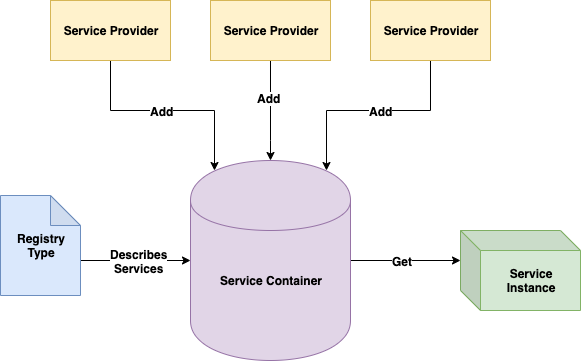 Service Provider
Service Provider
Service Provider
Add
Add
Add
Registry
Type
Describes
Services
Service Container
Get
Service
Instance